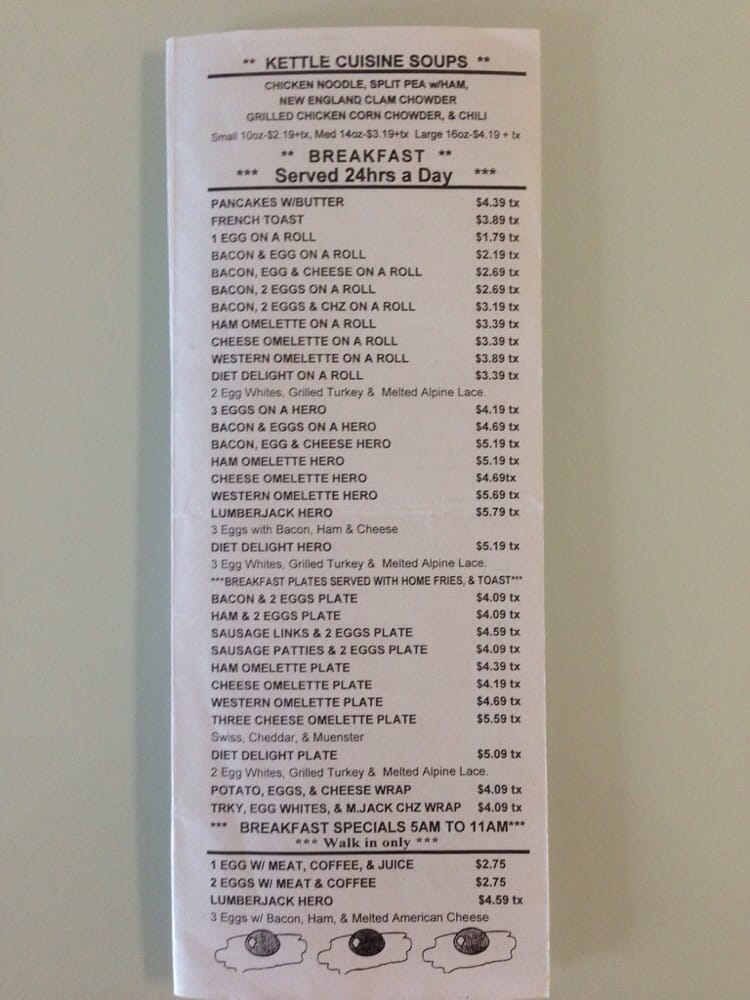 ** KETTLE CUISINE SOUPS **
CHICKEN NOODLE, SPLIT PEA w/HAM,
NEW ENGLAND CLAM CHOWDER
GRILLED CHICKEN CORN CHOWDER, & CHILI
Small 10oz-$2.19+tx, Med 14oz-$3.19+tx Large 16oz-$4.19 + tx
** BREAKFAST **
*** Served 24hrs a Day ***
PANCAKES W/BUTTER $4.39 tx
FRENCH TOAST $3.89 tx
1 EGG ON A ROLL $1.79 tx
BACON & EGG ON A ROLL $2.19 tx
BACON, EGG & CHEESE ON A ROLL $2.69 tx
BACON, 2 EGGS ON A ROLL $2.69 tx
BACON, 2 EGGS & CHZ ON A ROLL $3.19 tx
HAM OMELETTE ON A ROLL $3.39 tx
CHEESE OMELETTE ON A ROLL $3.39 tx
WESTERN OMELETTE ON A ROLL $3.89 tx
DIET DELIGHT ON A ROLL $3.39 tx
2 Egg Whites, Grilled Turkey & Melted Alpine Lace.
3 EGGS ON A HERO $4.19 tx
BACON & EGGS ON A HERO $4.69 tx
BACON, EGG & CHEESE HERO $5.19 tx
HAM OMELETTE HERO $5.19 tx
CHEESE OMELETTE HERO $4.69tx
WESTERN OMELETTE HERO $5.69 tx
LUMBERJACK HERO $5.79 tx
3 Eggs with Bacon, Ham & Cheese
DIET DELIGHT HERO $5.19 tx
3 Egg Whites, Grilled Turkey & Melted Alpine Lace.
***BREAKFAST PLATES SERVED WITH HOME FRIES, & TOAST***
BACON & 2 EGGS PLATE $4.09 tx
HAM & 2 EGGS PLATE $4.09 tx
SAUSAGE LINKS & 2 EGGS PLATE $4.59 tx
SAUSAGE PATTIES & 2 EGGS PLATE $4.09 tx
HAM OMELETTE PLATE $4.39 tx
CHEESE OMELETTE PLATE $4.19 tx
WESTERN OMELETTE PLATE $4.69 tx
THREE CHEESE OMELETTE PLATE $5.59 tx
Swiss, Cheddar, & Muenster
DIET DELIGHT PLATE $5.09 tx
2 Egg Whites, Grilled Turkey & Melted Alpine Lace.
POTATO, EGGS, & CHEESE WRAP $4.09 tx
TRKY, EGG WHITES, & M.JACK CHZ WRAP $4.09 tx
*** BREAKFAST SPECIALS 5AM TO 11AM***
*** Walk in only ***
1 EGG W/ MEAT, COFFEE, & JUICE $2.75
2 EGGS W/ MEAT & COFFEE $2.75
LUMBERJACK HERO $4.59 tx
3 Eggs w/ Bacon, Ham, & Melted American Cheese